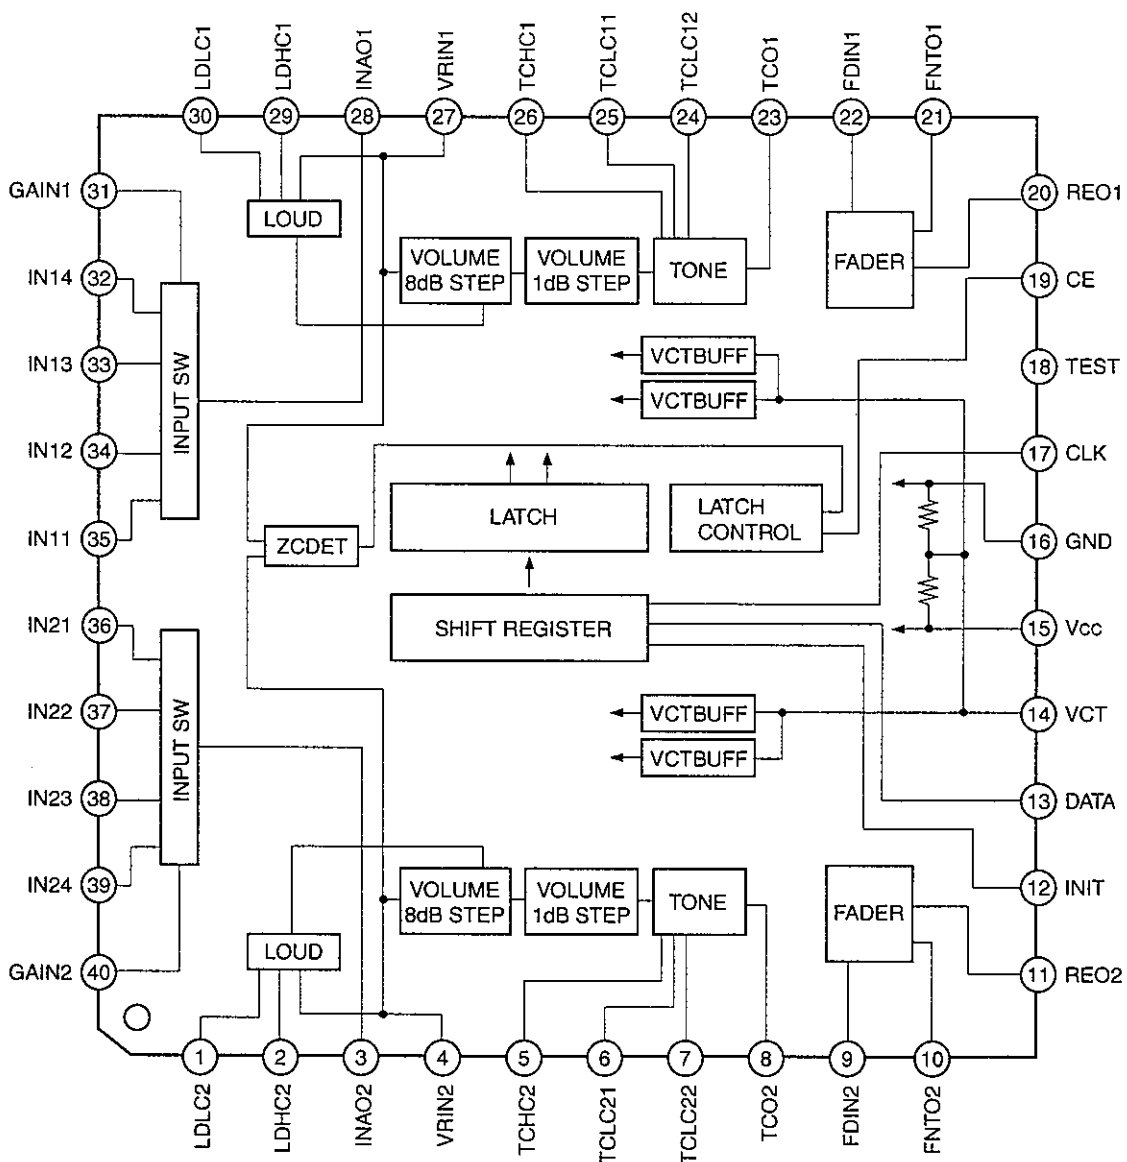 LDLC1
LDHC1
INAO1
VRIN1
TCHC1
TCLC11
TCLC12
TCO1
FDIN1
FNTO1
30
29
28
27
26
25
24
23
22
21
GAIN1
31
20
REO1
LOUD
VOLUME
8dB STEP
VOLUME
1dB STEP
TONE
FADER
IN14
32
19
CE
INPUT SW
VCTBUFF
IN13
33
18
TEST
VCTBUFF
IN12
34
17
CLK
LATCH
LATCH
CONTROL
IN11
35
ZCDET
16
GND
IN21
36
SHIFT REGISTER
15
Vcc
INPUT SW
IN22
37
VCTBUFF
14
VCT
VCTBUFF
IN23
38
13
DATA
IN24
39
VOLUME
8dB STEP
VOLUME
1dB STEP
TONE
FADER
12
INIT
LOUD
GAIN2
40
11
REO2
1
2
3
4
5
6
7
8
9
10
LDLC2
LDHC2
INAO2
VRIN2
TCHC2
TCLC21
TCLC22
TCO2
FDIN2
FNTO2